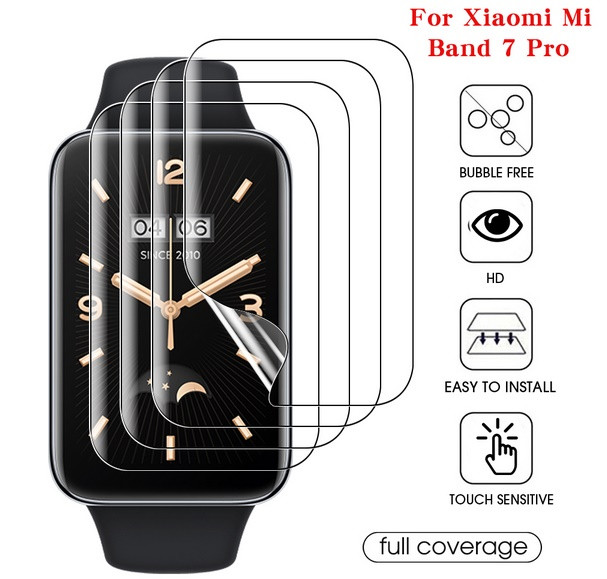 For Xiaomi Mi
Band 7 Pro
12
04 06
SINCE 2010
9
3
BUBBLE FREE
HD
EASY TO INSTALL
TOUCH SENSITIVE
full coverage